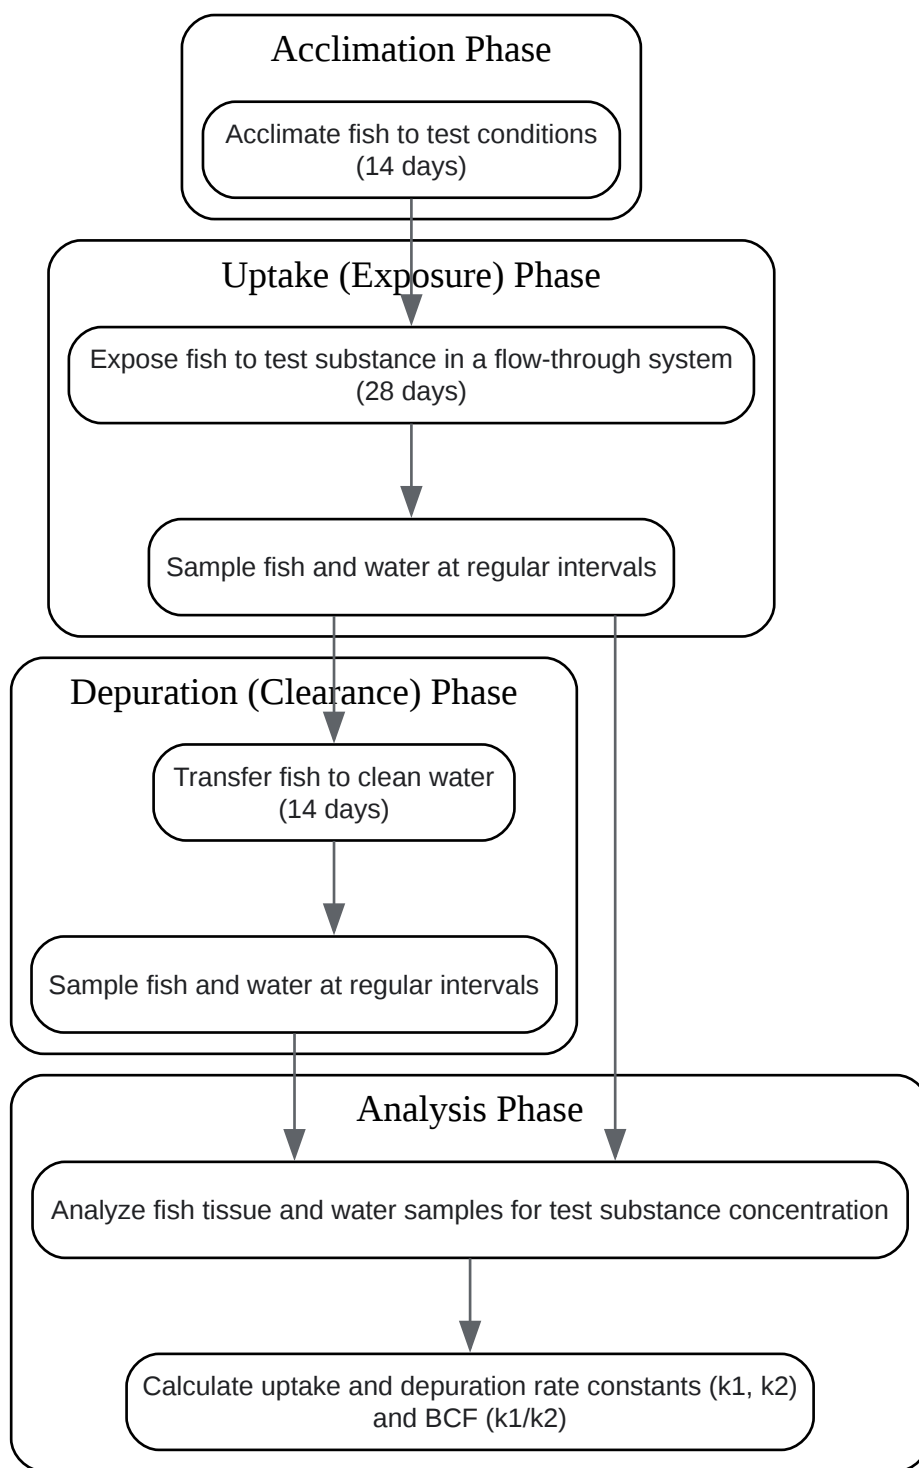 Acclimation Phase
Acclimate fish to test conditions
(14 days)
Uptake (Exposure) Phase
Expose fish to test substance in a flow-through system
(28 days)
Sample fish and water at regular intervals
Depuration (Clearance) Phase
Transfer fish to clean water
(14 days)
Sample fish and water at regular intervals
Analysis Phase
Analyze fish tissue and water samples for test substance concentration
Calculate uptake and depuration rate constants (k1, k2)
and BCF (k1/k2)